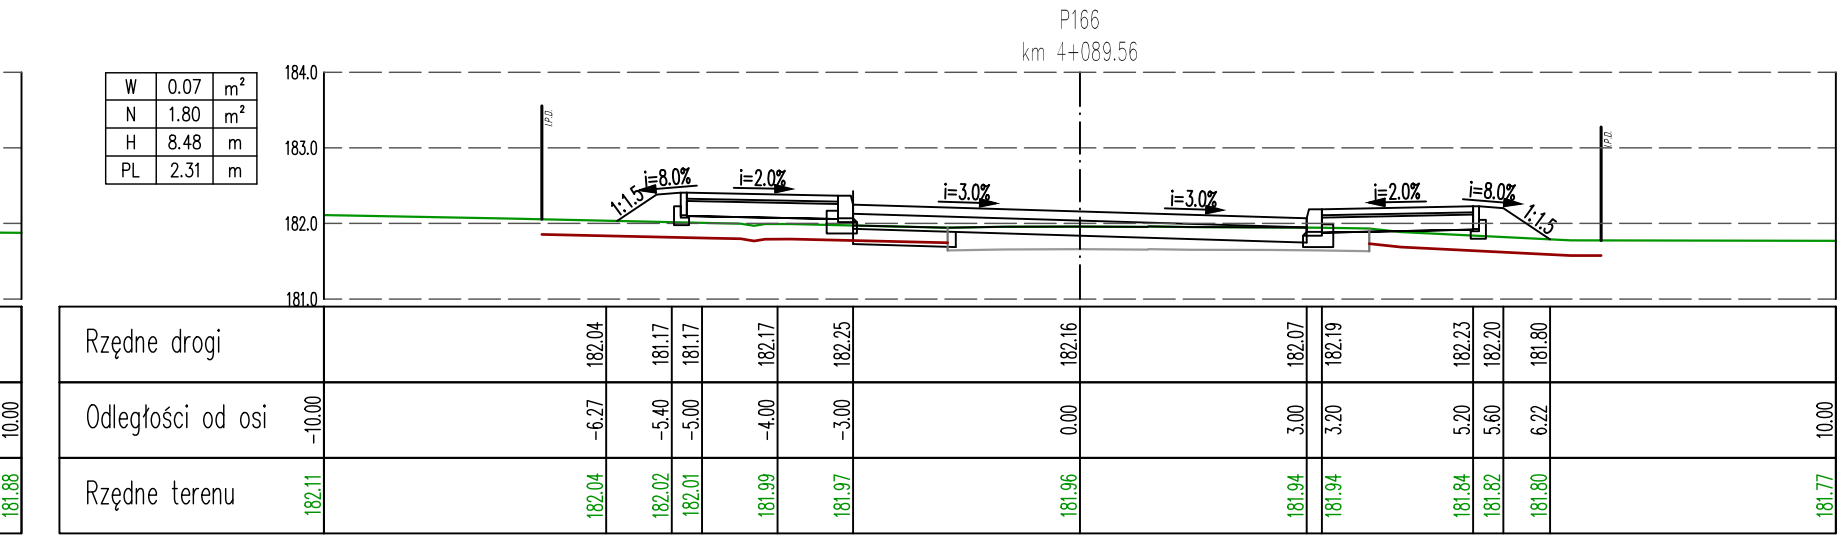 P166
km 4+089.56
W 0.07 m²
N 1.80 m²
H 8.48 m
PL 2.31 m
184.0
183.0
182.0
181.0
I.P.D.
I.P.D.
1:1.5
i=8.0%
i=2.0%
i=3.0%
i=3.0%
i=2.0%
i=8.0%
1:1.5
Rzędne drogi 182.04 181.17 181.17 182.17 182.25 182.16 182.07 182.19 182.23 182.20 181.80
10.00
Odległości od osi -10.00 -6.27 -5.40 -5.00 -4.00 -3.00 0.00 3.00 3.20 5.20 5.60 6.22 10.00
181.88
Rzędne terenu 182.11 182.04 182.02 182.01 181.99 181.97 181.96 181.94 181.94 181.84 181.82 181.80 181.77